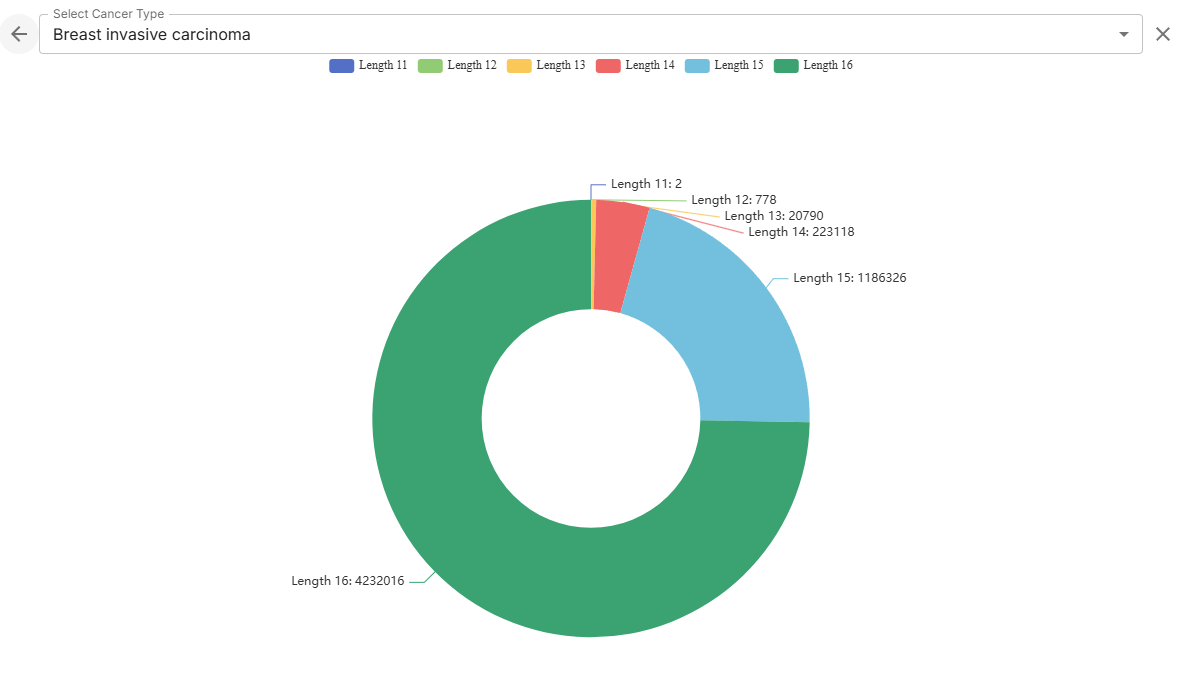 Select Cancer Type
Breast invasive carcinoma
Length 11 Length 12 Length 13 Length 14 Length 15 Length 16
Length 11: 2
Length 12: 778
Length 13: 20790
Length 14: 223118
Length 15: 1186326
Length 16: 4232016